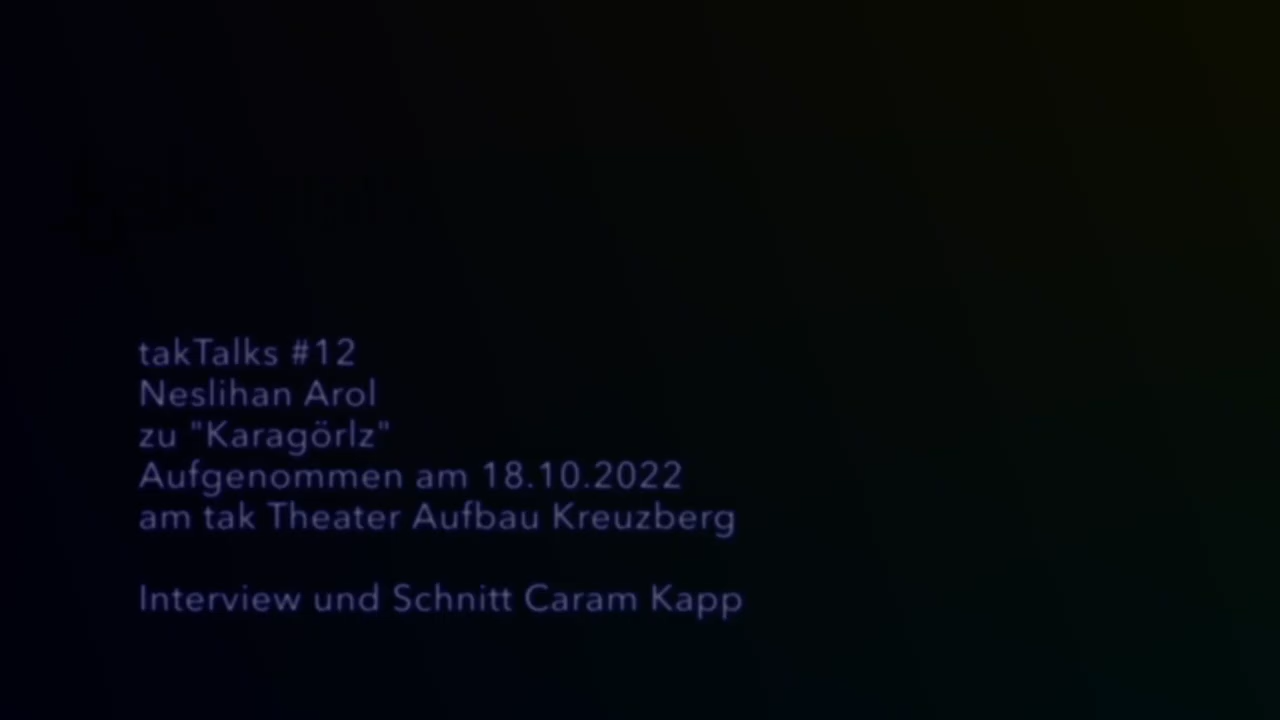 takTalks #12
Neslihan Arol
zu "Karagörlz"
Aufgenommen am 18.10.2022
am tak Theater Aufbau Kreuzberg
Interview und Schnitt Caram Kapp